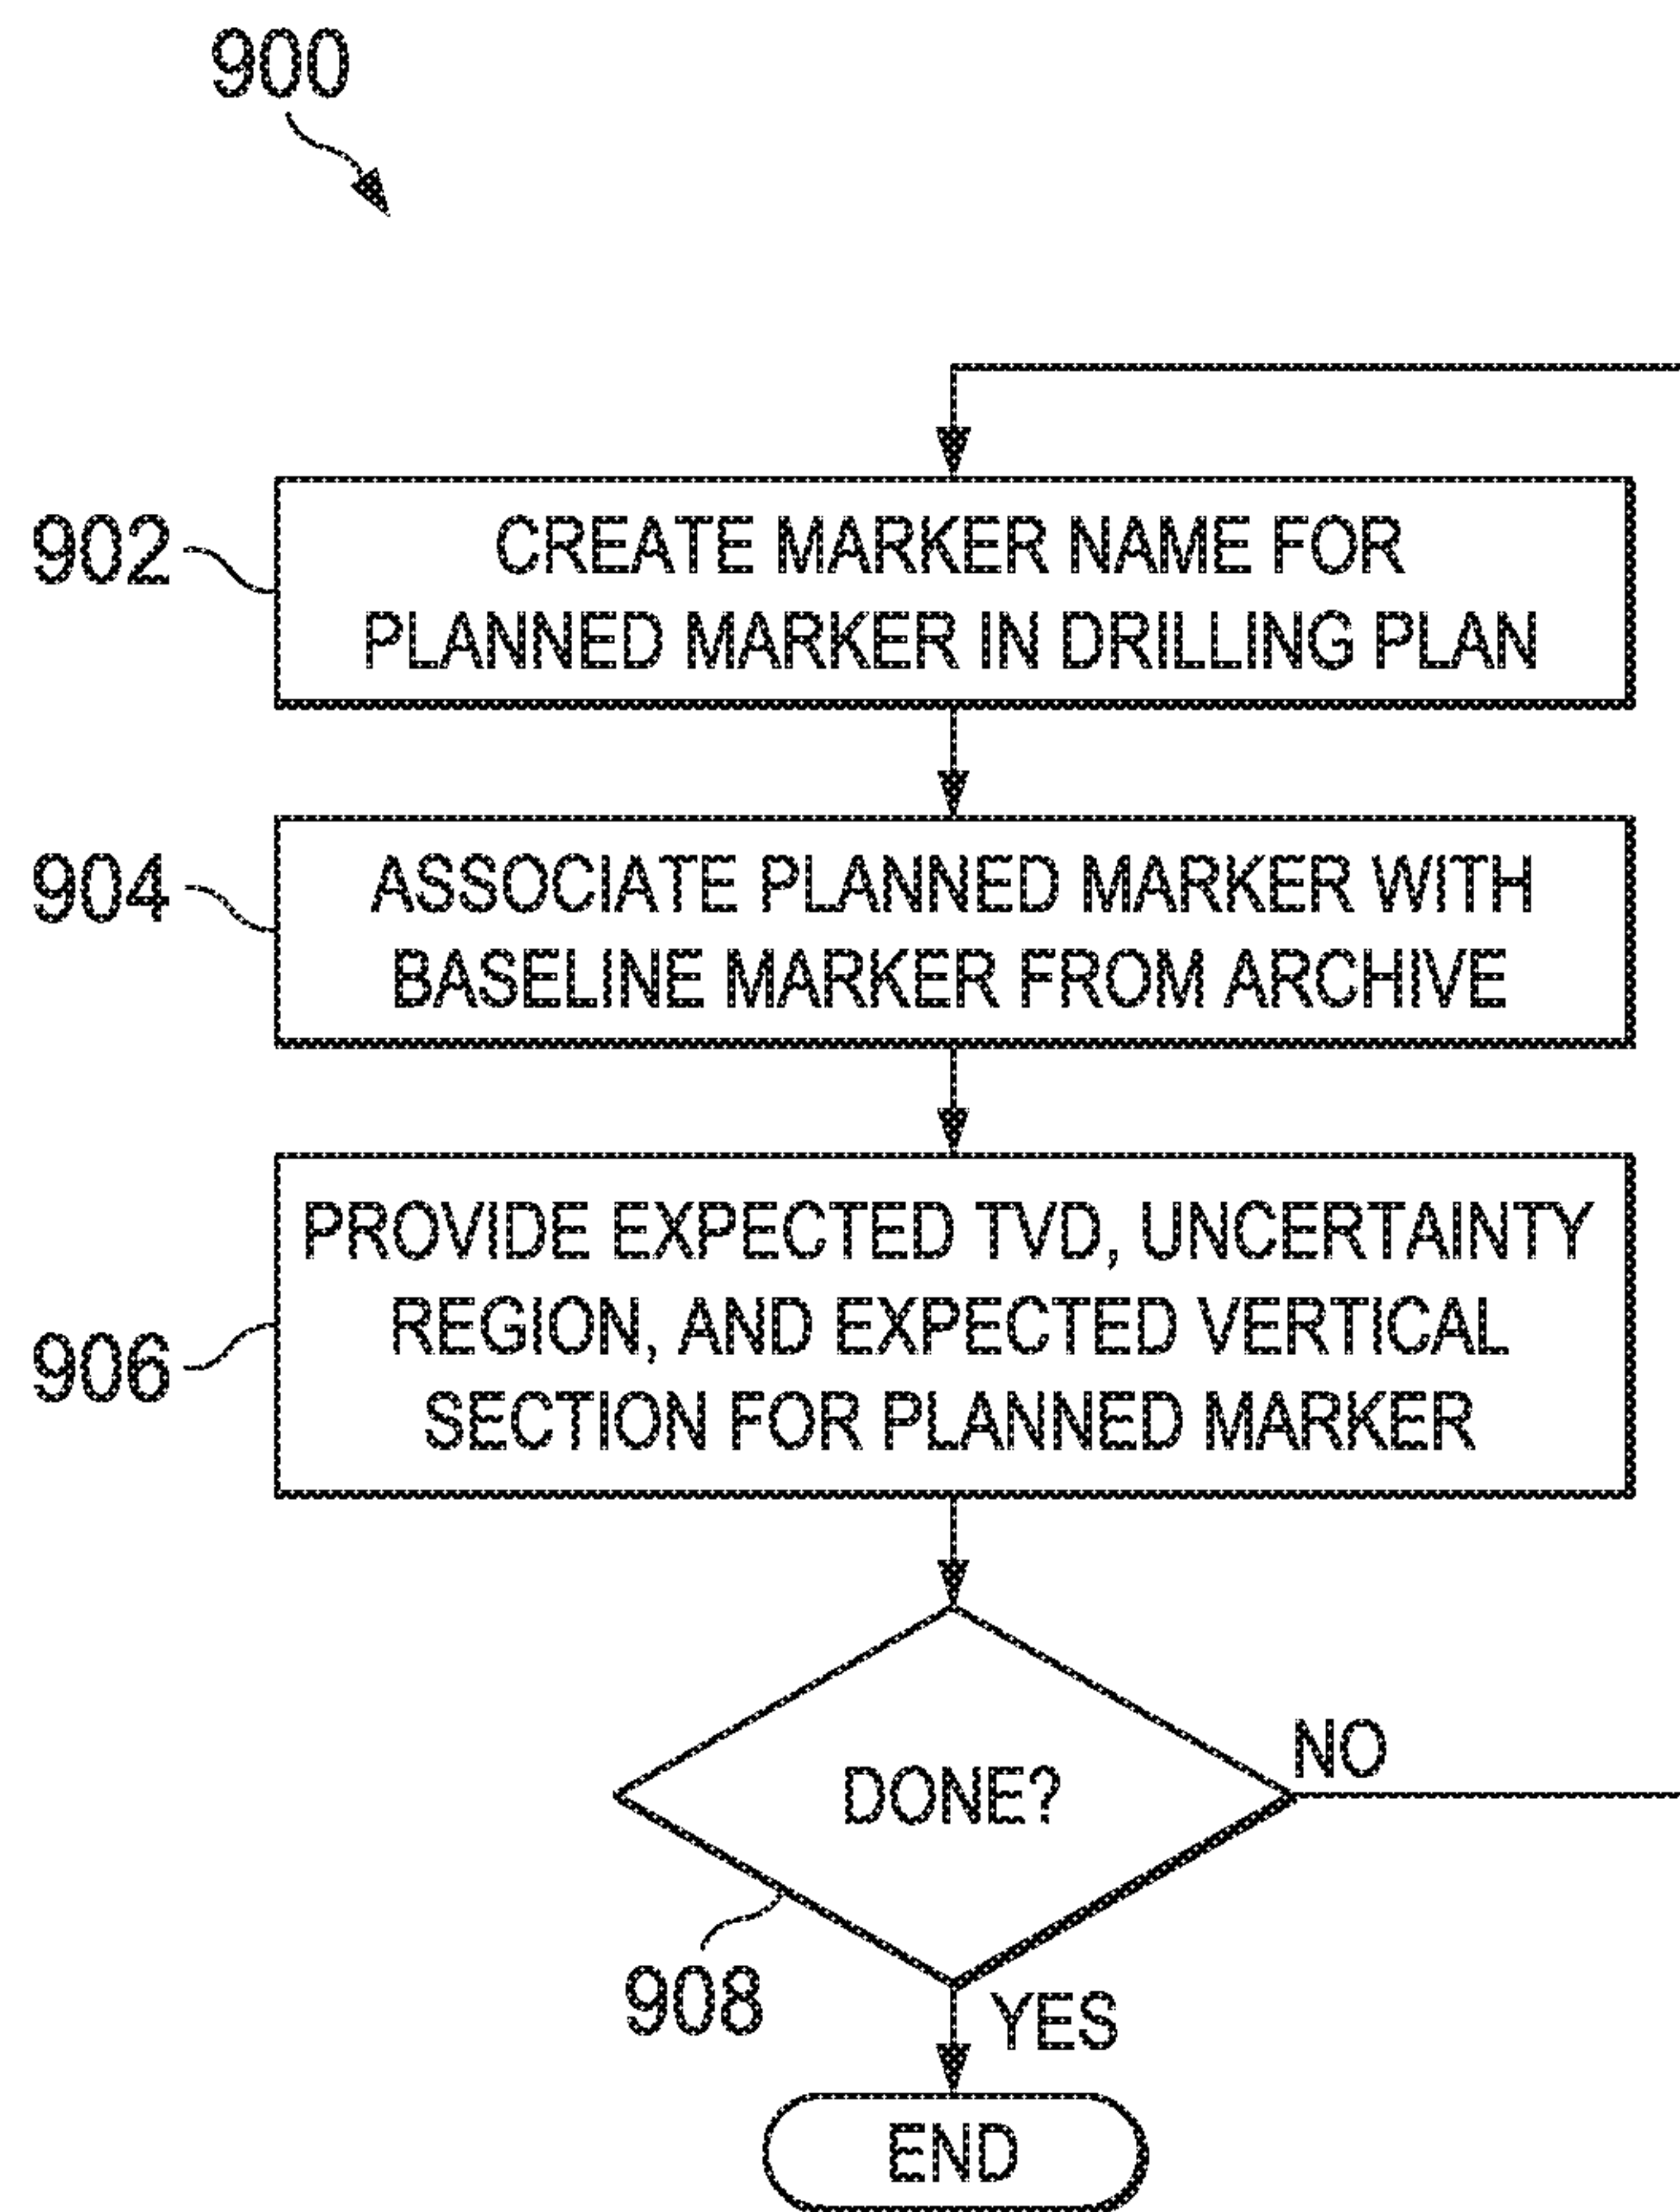 900
902
CREATE MARKER NAME FOR
PLANNED MARKER IN DRILLING PLAN
904
ASSOCIATE PLANNED MARKER WITH
BASELINE MARKER FROM ARCHIVE
906
PROVIDE EXPECTED TVD, UNCERTAINTY
REGION, AND EXPECTED VERTICAL
SECTION FOR PLANNED MARKER
DONE?
NO
908
YES
END